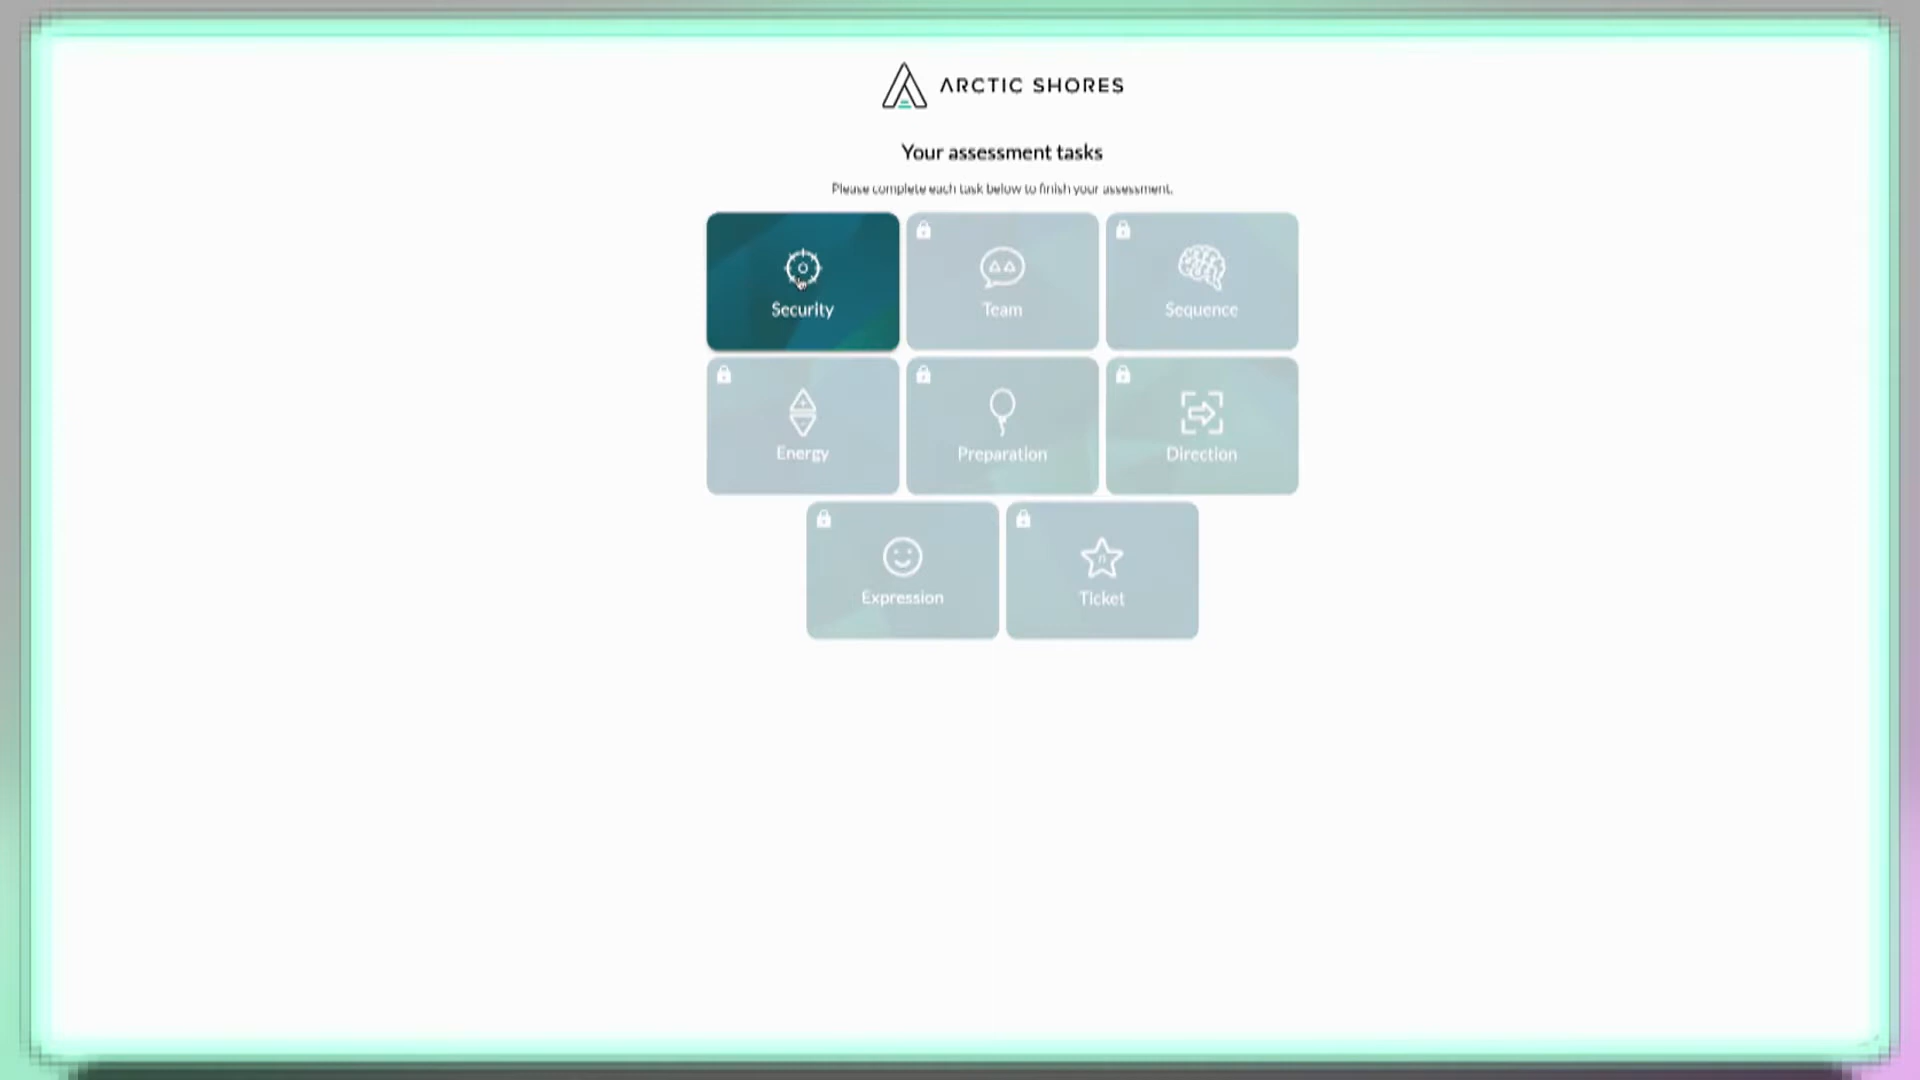 ARCTIC SHORES
Your assessment tasks
Please complete each task below to finish your assessment.
Security
Team
Sequence
Energy
Preparation
Direction
Expression
Ticket